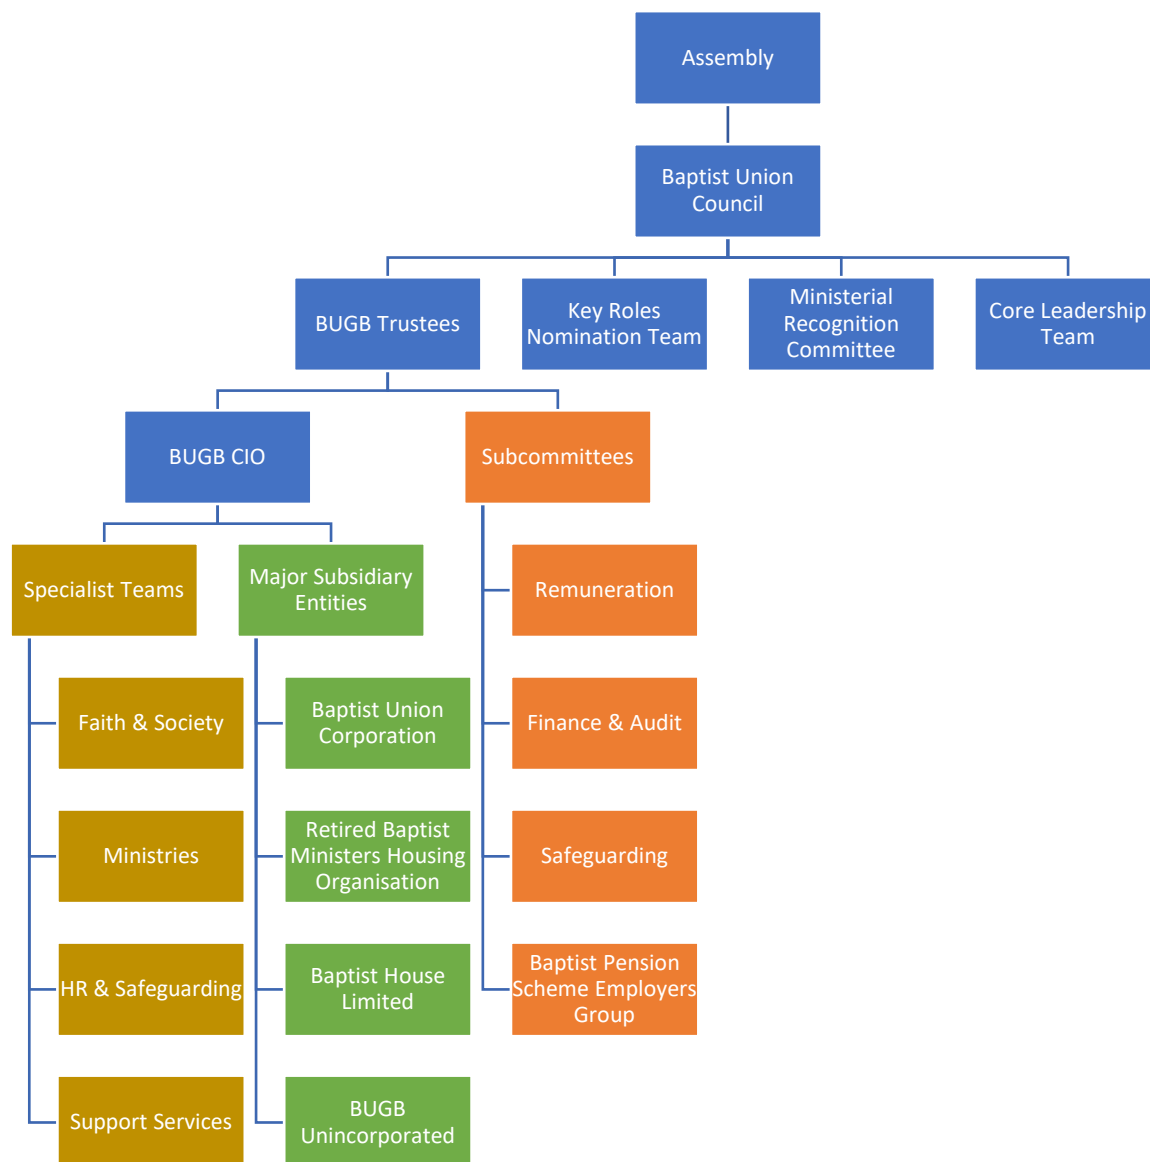 Assembly
Baptist Union
Council
BUGB Trustees
Key Roles
Nomination Team
Ministerial
Recognition
Committee
Core Leadership
Team
BUGB CIO
Subcommittees
Specialist Teams
Major Subsidiary
Entities
Remuneration
Faith & Society
Baptist Union
Corporation
Finance & Audit
Ministries
Retired Baptist
Ministers Housing
Organisation
Safeguarding
HR & Safeguarding
Baptist House
Limited
Baptist Pension
Scheme Employers
Group
Support Services
BUGB
Unincorporated